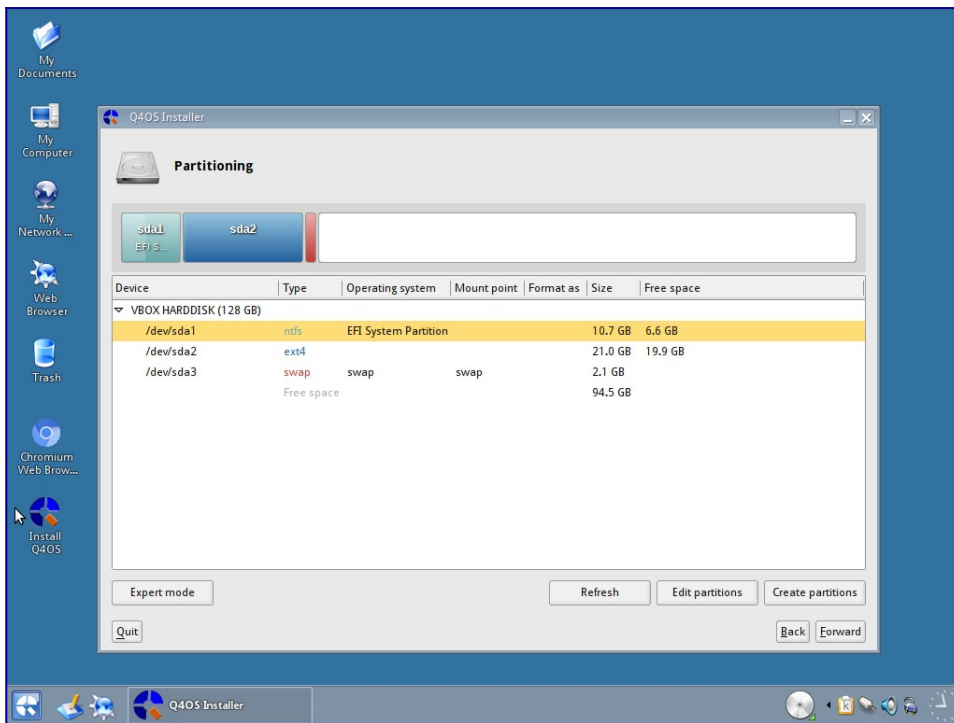 My
Documents
My
Computer
My
Network ...
Web
Browser
Trash
Chromium
Web Brow...
Install
Q4OS
Q4OS Installer
Partitioning
sda1
EFI S...
sda2
Device Type Operating system Mount point Format as Size Free space
VBOX HARDDISK (128 GB)
/dev/sda1 ntfs EFI System Partition 10.7 GB 6.6 GB
/dev/sda2 ext4 21.0 GB 19.9 GB
/dev/sda3 swap swap swap 2.1 GB
Free space 94.5 GB
Expert mode Refresh Edit partitions Create partitions
Quit Back Forward
Q4OS Installer